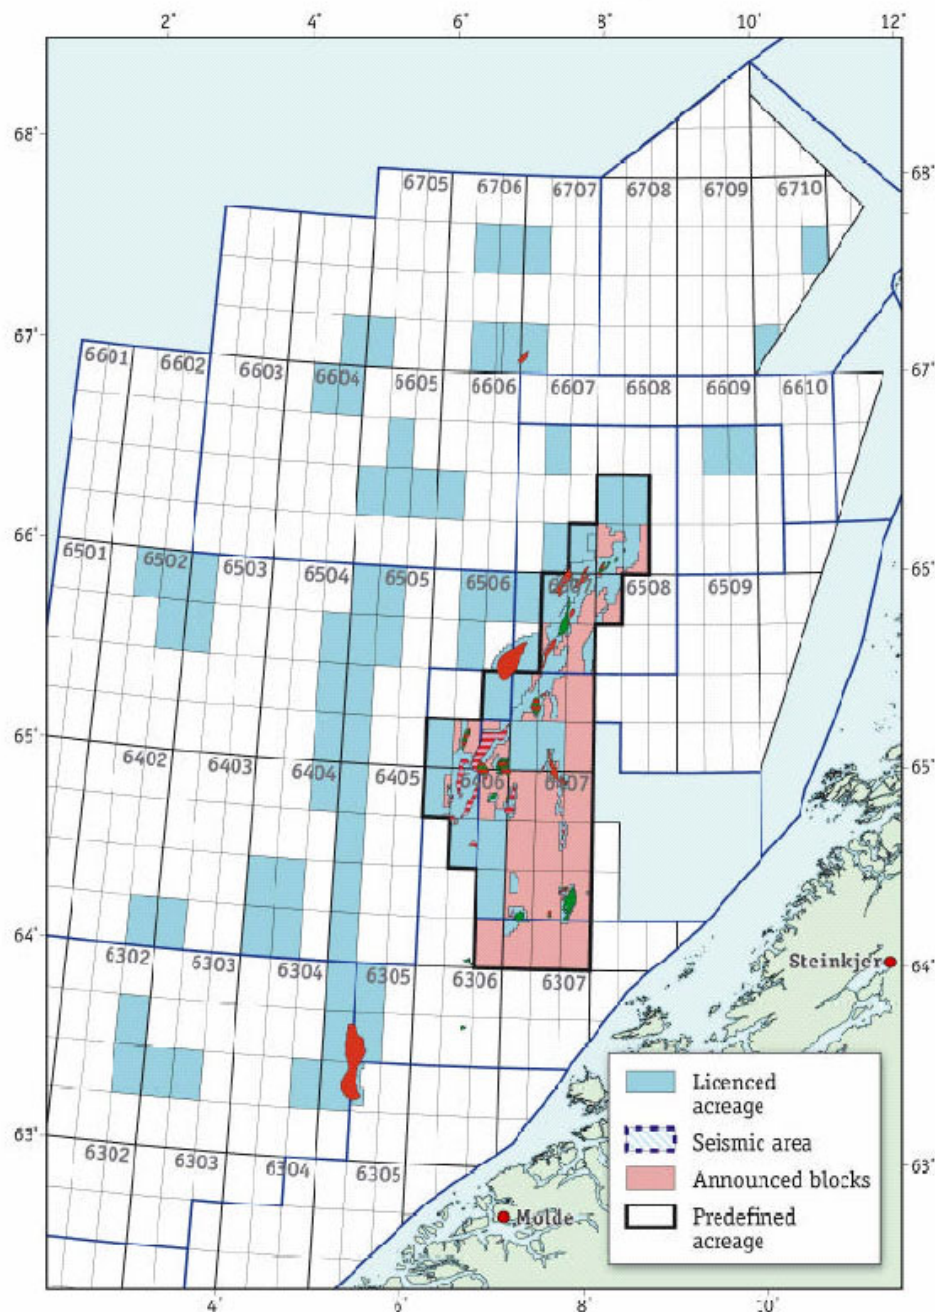 2° 4° 6° 8° 10° 12°
68°
68°
6705 6706 6707 6708 6709 6710
67°
67°
6601 6602 6603 6604 6605 6606 6607 6608 6609 6610
66°
65°
6501 6502 6503 6504 6505 6506 6507 6508 6509
65°
65°
6402 6403 6404 6405 6406 6407
64°
64°
Steinkjer
6302 6303 6304 6305 6306 6307
63°
63°
6302 6303 6304 6305
Molde
Licenced
acreage
Seismic area
Announced blocks
Predefined
acreage
4° 6° 8° 10°